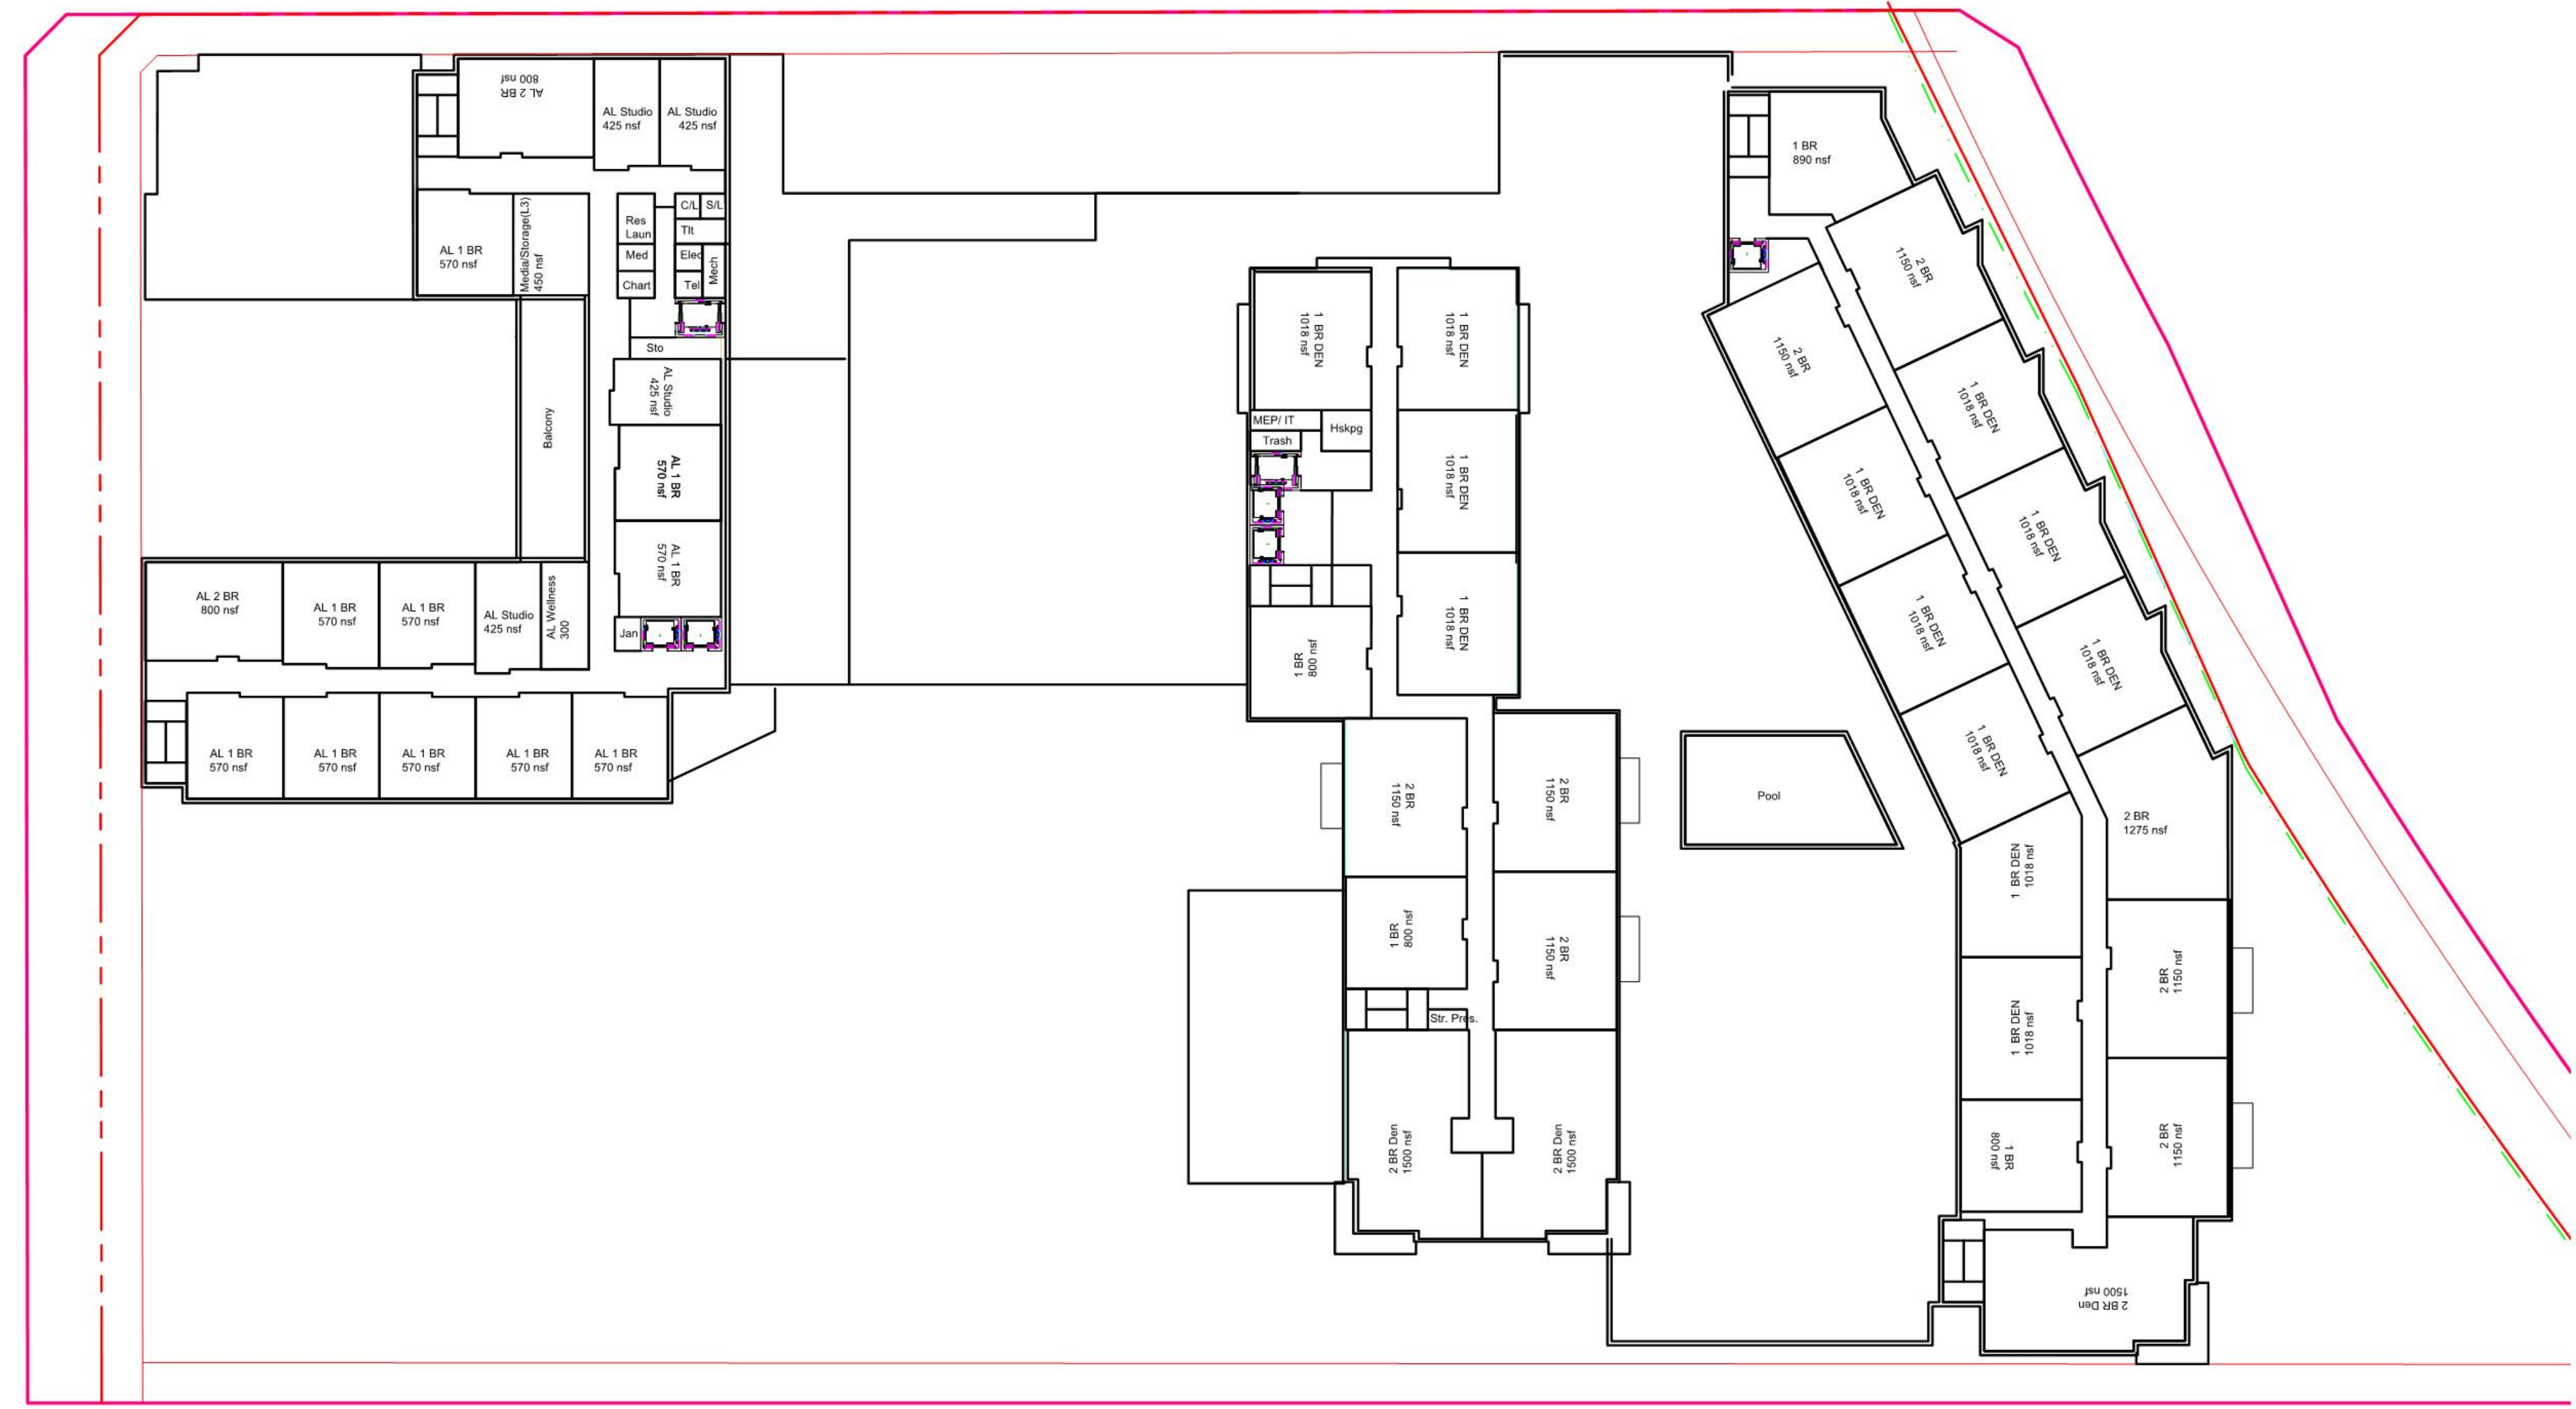 AL 2 BR
800 nsf
AL Studio
425 nsf
AL Studio
425 nsf
AL 1 BR
570 nsf
Media/Storage(L3)
450 nsf
Res
Laun
Med
Chart
C/L
S/L
Tlt
Elec
Mech
Tel
Sto
AL Studio
425 nsf
Balcony
AL 1 BR
570 nsf
AL 1 BR
570 nsf
Jan
AL 2 BR
800 nsf
AL 1 BR
570 nsf
AL 1 BR
570 nsf
AL Studio
425 nsf
AL Wellness
300
AL 1 BR
570 nsf
AL 1 BR
570 nsf
AL 1 BR
570 nsf
AL 1 BR
570 nsf
AL 1 BR
570 nsf
1 BR DEN
1018 nsf
1 BR DEN
1018 nsf
MEP/ IT
Hskpg
Trash
1 BR DEN
1018 nsf
1 BR DEN
1018 nsf
1 BR
800 nsf
2 BR
1150 nsf
2 BR
1150 nsf
1 BR
800 nsf
2 BR
1150 nsf
Str. Pres.
2 BR Den
1500 nsf
2 BR Den
1500 nsf
Pool
1 BR
890 nsf
2 BR
1150 nsf
2 BR
1150 nsf
1 BR DEN
1018 nsf
1 BR DEN
1018 nsf
1 BR DEN
1018 nsf
1 BR DEN
1018 nsf
1 BR DEN
1018 nsf
1 BR DEN
1018 nsf
2 BR
1275 nsf
1 BR DEN
1018 nsf
2 BR
1150 nsf
1 BR DEN
1018 nsf
2 BR
1150 nsf
1 BR
800 nsf
2 BR Den
1500 nsf